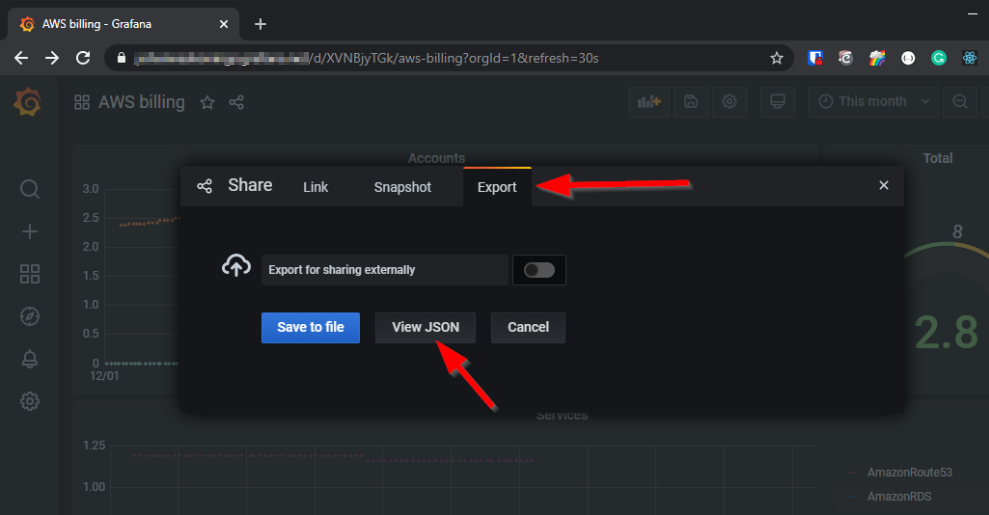 AWS billing - Grafana
/d/XVNBjyTGk/aws-billing?orgId=1&refresh=30s
AWS billing
This month
Accounts
Total
Share
Link
Snapshot
Export
3.0
2.5
2.0
1.5
1.0
0.5
0
12/01
8
2.8
Export for sharing externally
Save to file
View JSON
Cancel
Services
1.25
1.00
AmazonRoute53
AmazonRDS